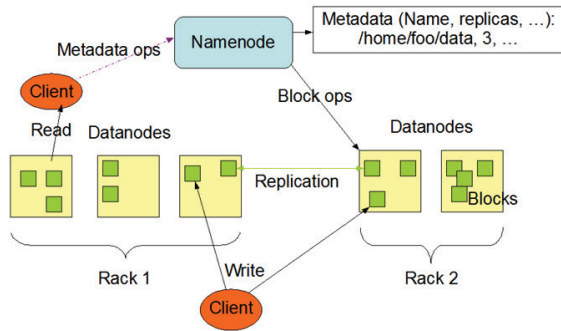 Metadata (Name, replicas, …):
/home/foo/data, 3, …
Namenode
Metadata ops
Client
Block ops
Read
Datanodes
Datanodes
Replication
Blocks
Rack 1
Write
Rack 2
Client